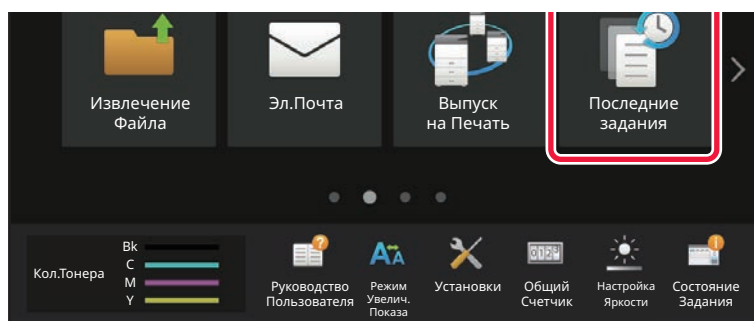 Извлечение
Файла
Эл.Почта
Выпуск
на Печать
Последние
задания
Кол.Тонера
Bk
C
M
Y
Руководство
Пользователя
Режим
Увелич.
Показа
Установки
Общий
Счетчик
Настройка
Яркости
Состояние
Задания